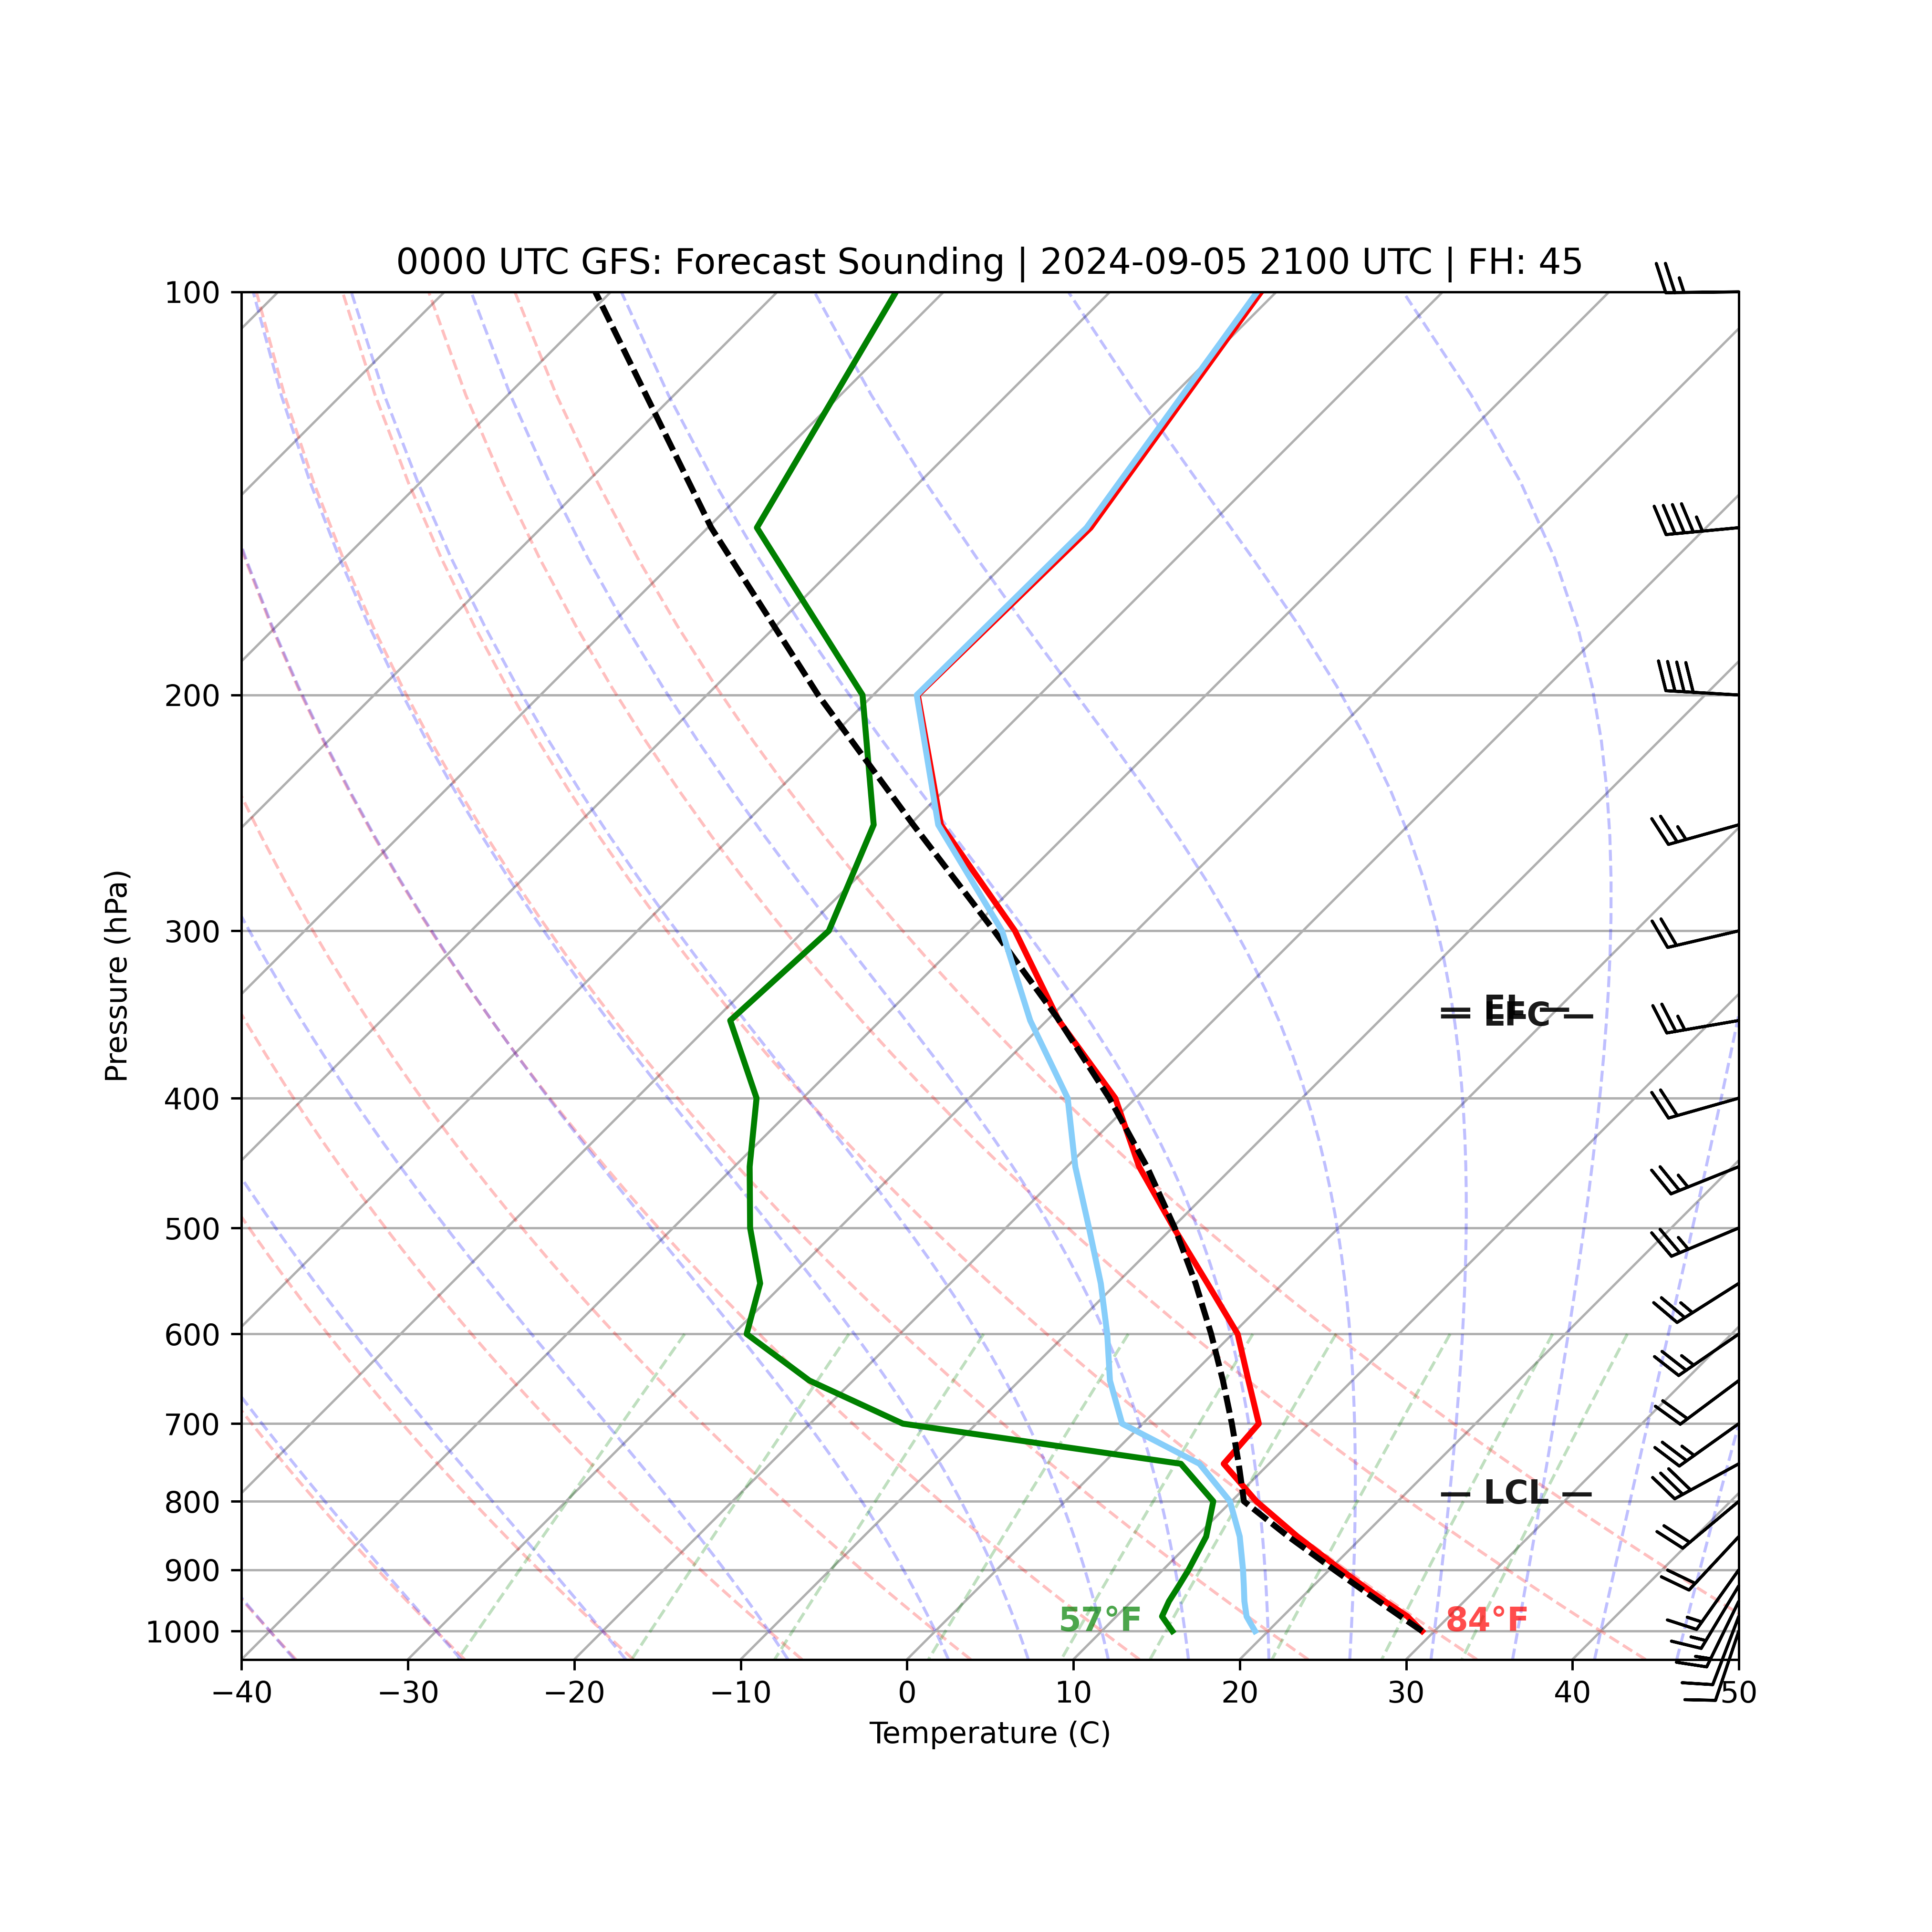 0000 UTC GFS: Forecast Sounding | 2024-09-05 2100 UTC | FH: 45
100
200
300
— EL —
— LFC —
Pressure (hPa)
400
500
600
700
— LCL —
800
900
57°F
84°F
1000
−40 −30 −20 −10 0 10 20 30 40 50
Temperature (C)